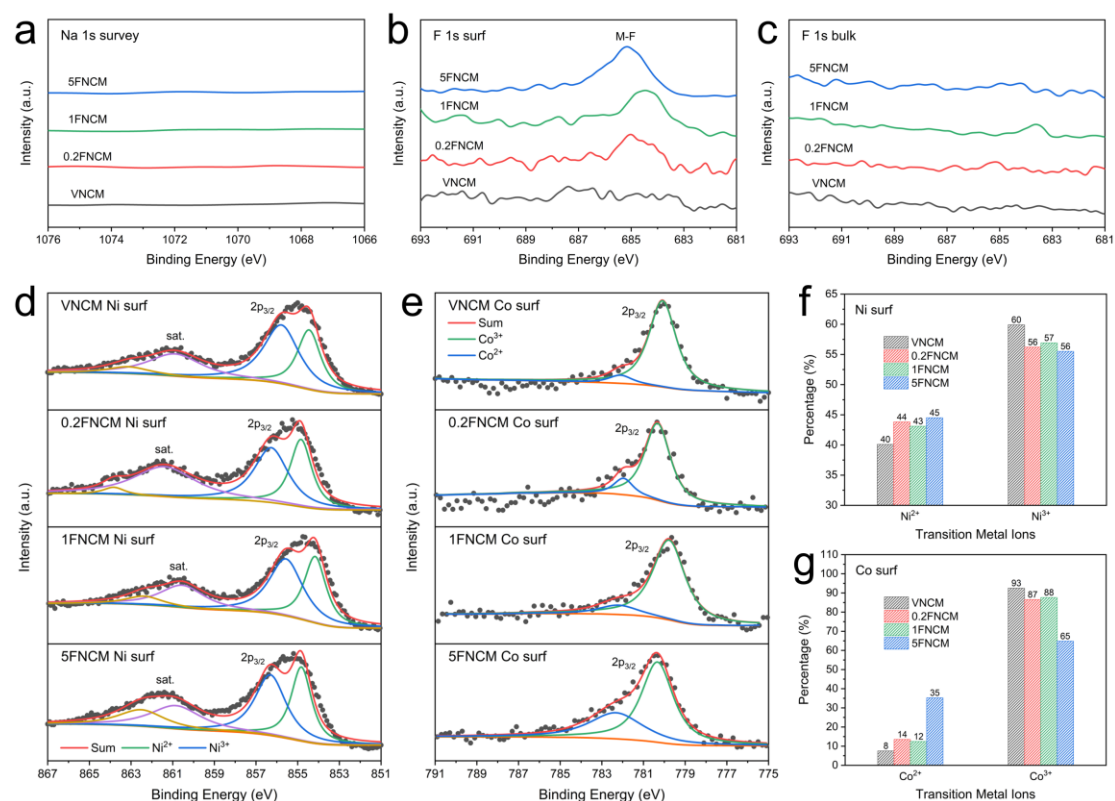 a
Na 1s survey
5FNCM
1FNCM
0.2FNCM
VNCM
Intensity (a.u.)
1076 1074 1072 1070 1068 1066
Binding Energy (eV)
b
F 1s surf
M-F
5FNCM
1FNCM
0.2FNCM
VNCM
Intensity (a.u.)
693 691 689 687 685 683 681
Binding Energy (eV)
c
F 1s bulk
5FNCM
1FNCM
0.2FNCM
VNCM
Intensity (a.u.)
693 691 689 687 685 683 681
Binding Energy (eV)
d
VNCM Ni surf
2p3/2
sat.
0.2FNCM Ni surf
2p3/2
sat.
1FNCM Ni surf
2p3/2
sat.
5FNCM Ni surf
2p3/2
sat.
Sum Ni2+ Ni3+
Intensity (a.u.)
867 865 863 861 859 857 855 853 851
Binding Energy (eV)
e
VNCM Co surf
2p3/2
Sum
Co3+
Co2+
0.2FNCM Co surf
2p3/2
1FNCM Co surf
2p3/2
5FNCM Co surf
2p3/2
Intensity (a.u.)
791 789 787 785 783 781 779 777 775
Binding Energy (eV)
f
Ni surf
VNCM
0.2FNCM
1FNCM
5FNCM
65
60
55
50
45
40
35
30
Percentage (%)
40 44 43 45
60 56 57 56
Ni2+ Ni3+
Transition Metal Ions
g
Co surf
VNCM
0.2FNCM
1FNCM
5FNCM
110
100
90
80
70
60
50
40
30
20
10
0
Percentage (%)
8 14 12 35
93 87 88 65
Co2+ Co3+
Transition Metal Ions